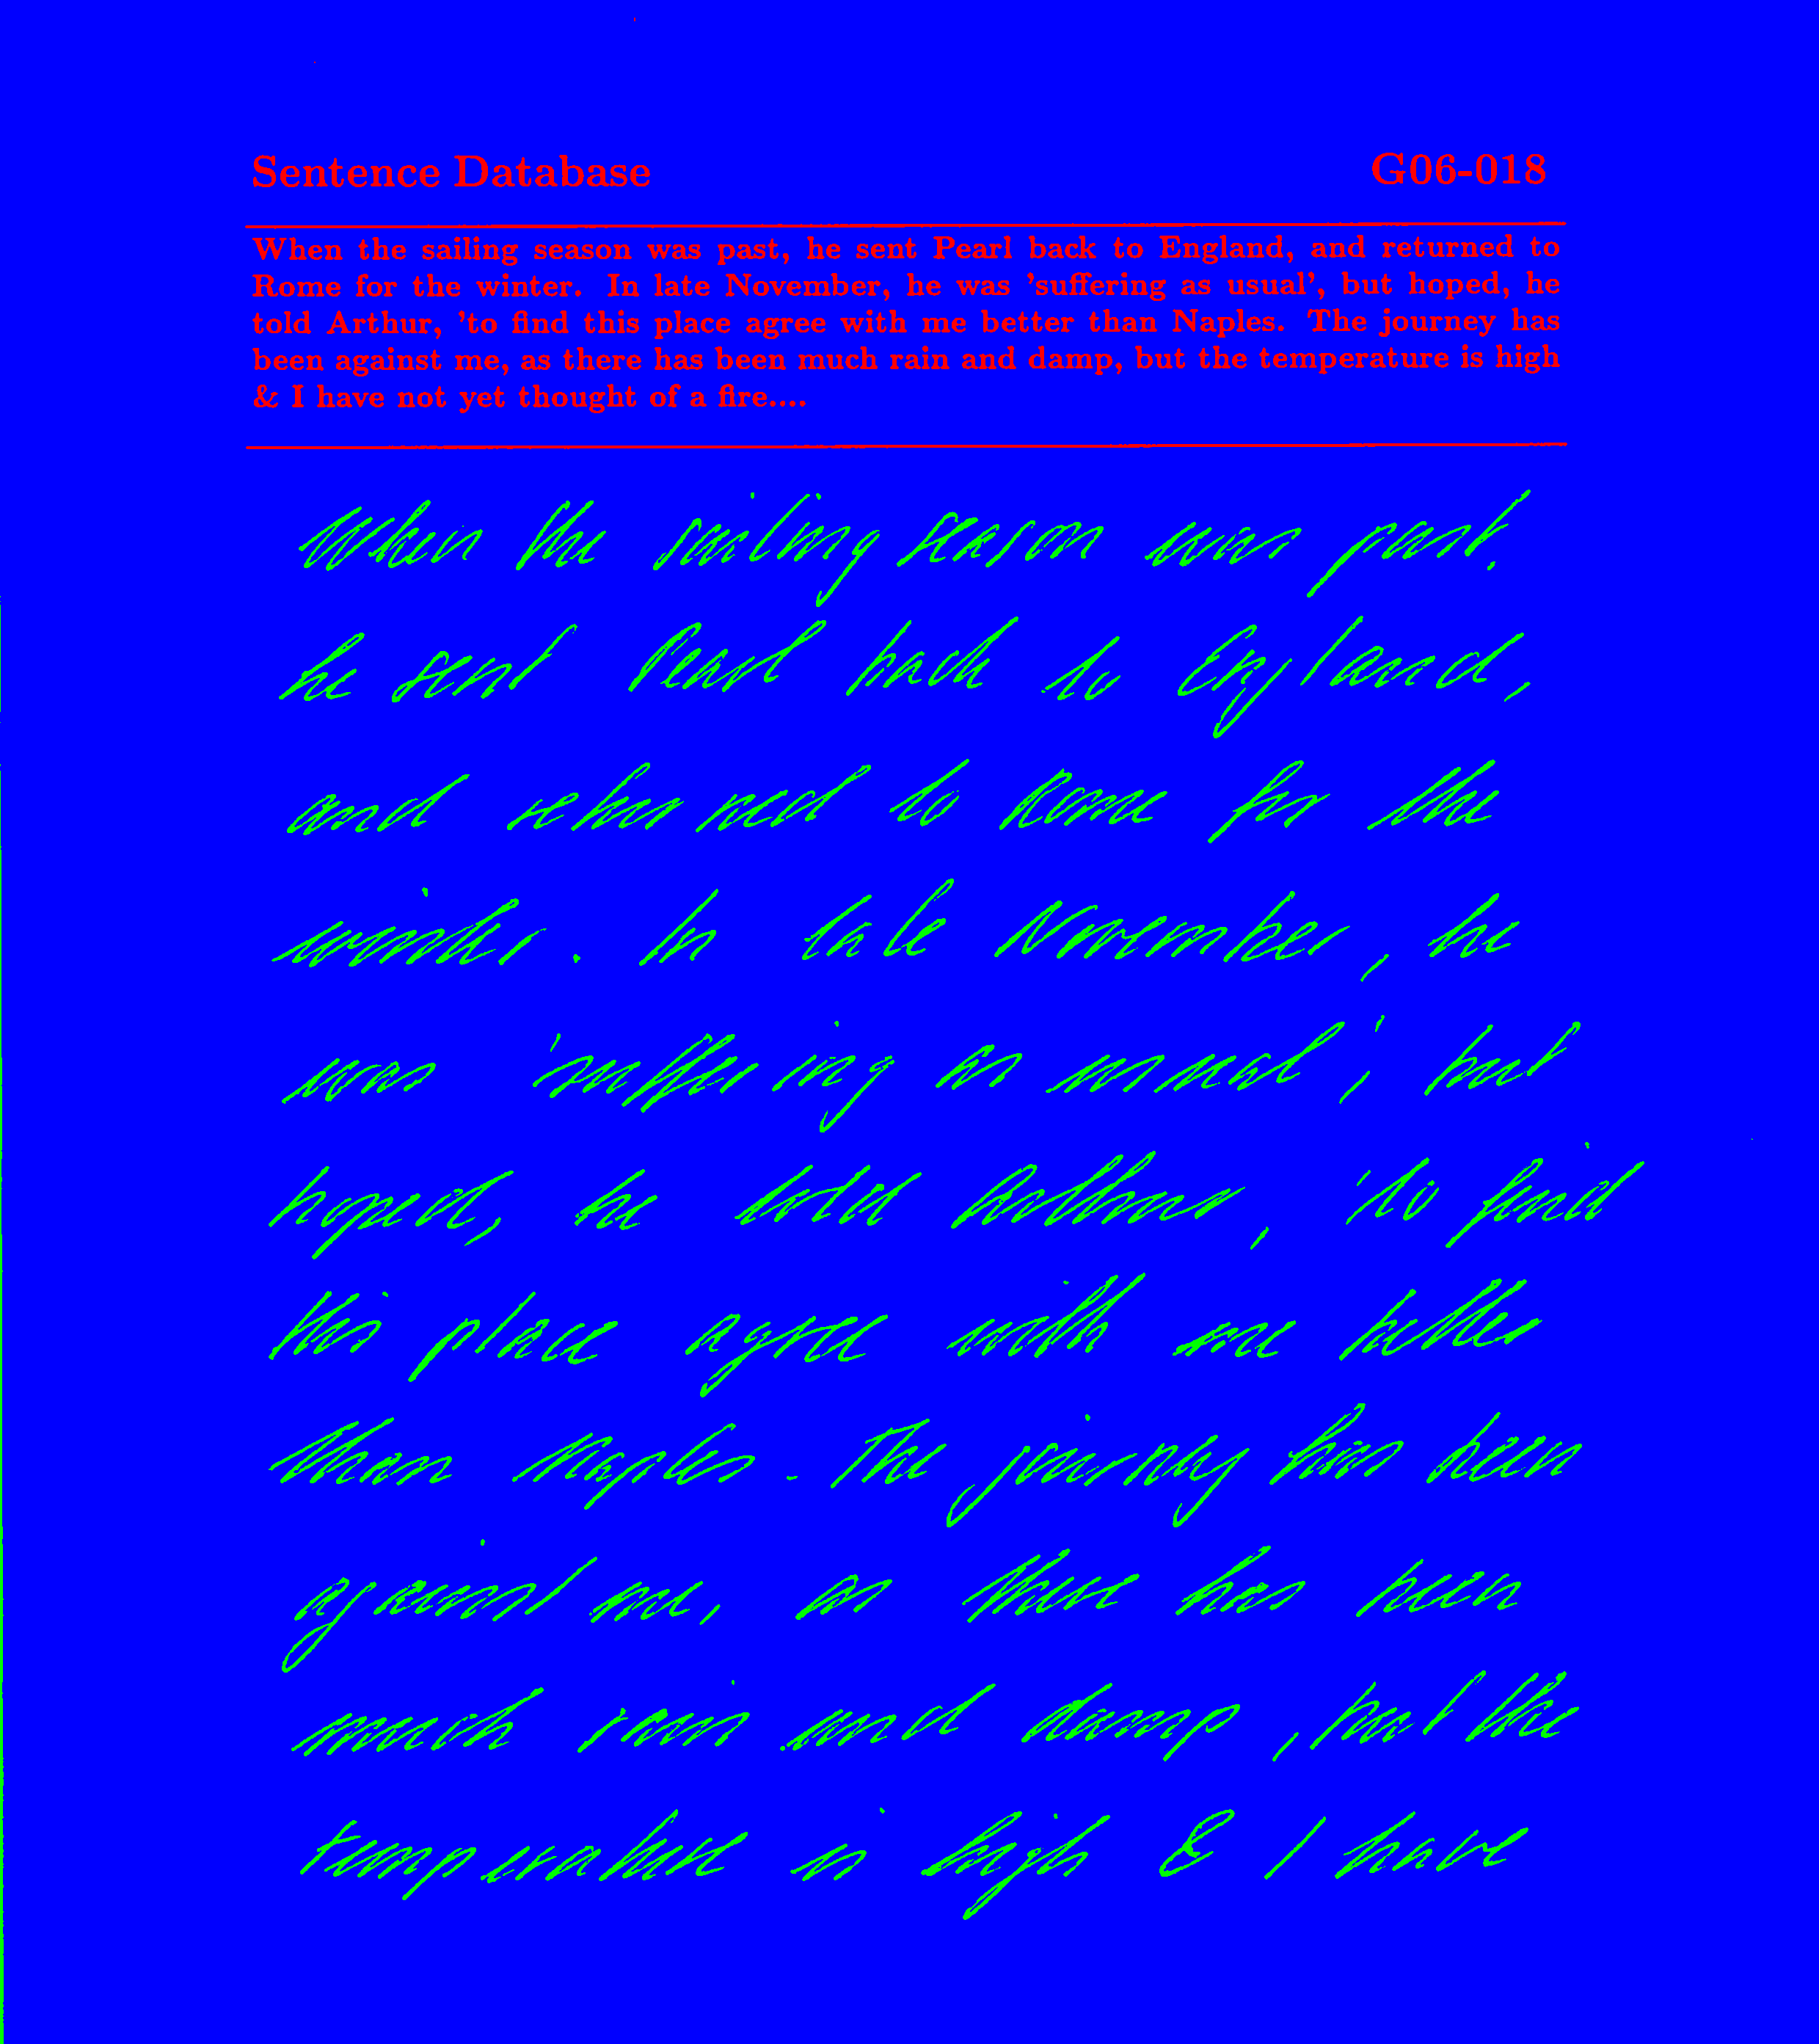 Sentence Database G06-018
When the sailing season was past, he sent Pearl back to England, and returned to
Rome for the winter. In late November, he was 'suffering as usual', but hoped, he
told Arthur, 'to find this place agree with me better than Naples. The journey has
been against me, as there has been much rain and damp, but the temperature is high
& I have not yet thought of a fire....
When the sailing season was past,
he sent Pearl back to England,
and returned to Rome for the
winter. In late November, he
was 'suffering as usual', but
hoped, he told Arthur, 'to find
this place agree with me better
than Naples. The journey has been
against me, as there has been
much rain and damp, but the
temperature is high & I have